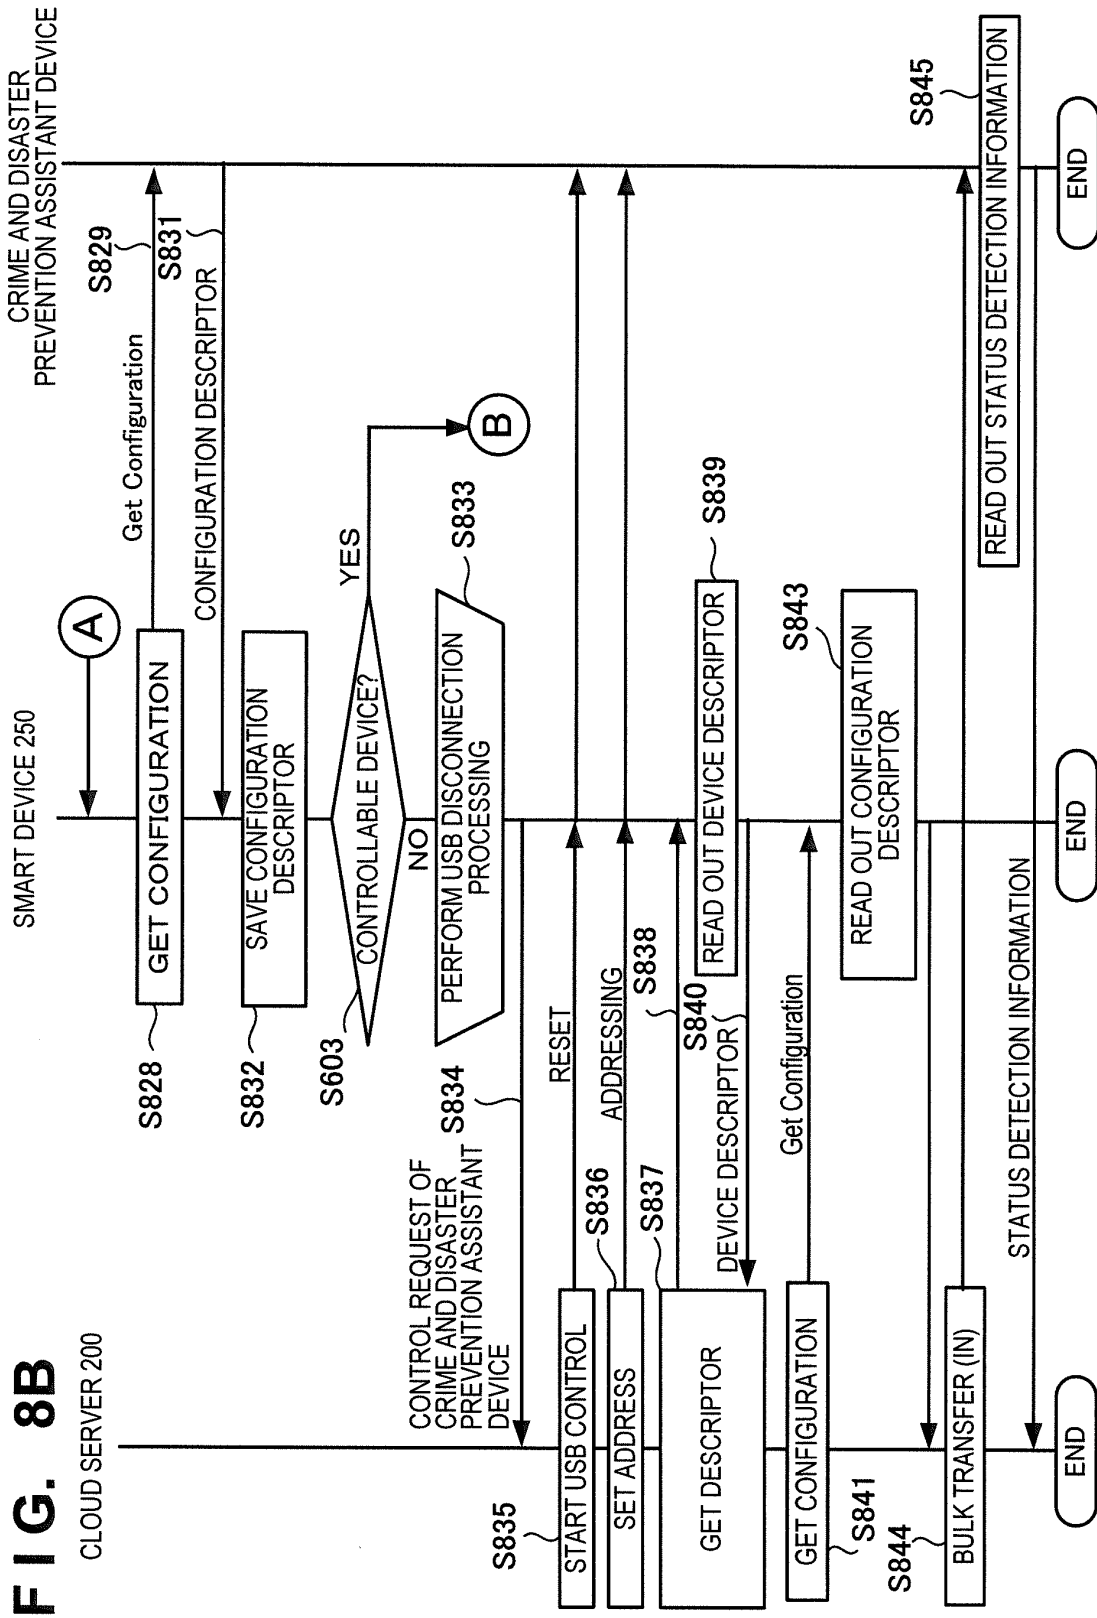 FIG. 8B
CLOUD SERVER 200
SMART DEVICE 250
CRIME AND DISASTER
PREVENTION ASSISTANT DEVICE
A
S828
GET CONFIGURATION
Get Configuration
S829
S831
CONFIGURATION DESCRIPTOR
S832
SAVE CONFIGURATION
DESCRIPTOR
S603
CONTROLLABLE DEVICE?
YES
B
NO
PERFORM USB DISCONNECTION
PROCESSING
S833
CONTROL REQUEST OF
CRIME AND DISASTER
PREVENTION ASSISTANT
DEVICE
S834
S835
START USB CONTROL
RESET
SET ADDRESS
S836
ADDRESSING
S837
GET DESCRIPTOR
S838
READ OUT DEVICE DESCRIPTOR
S839
DEVICE DESCRIPTOR
S840
GET CONFIGURATION
S841
Get Configuration
READ OUT CONFIGURATION
DESCRIPTOR
S843
S844
BULK TRANSFER (IN)
READ OUT STATUS DETECTION INFORMATION
S845
STATUS DETECTION INFORMATION
END
END
END